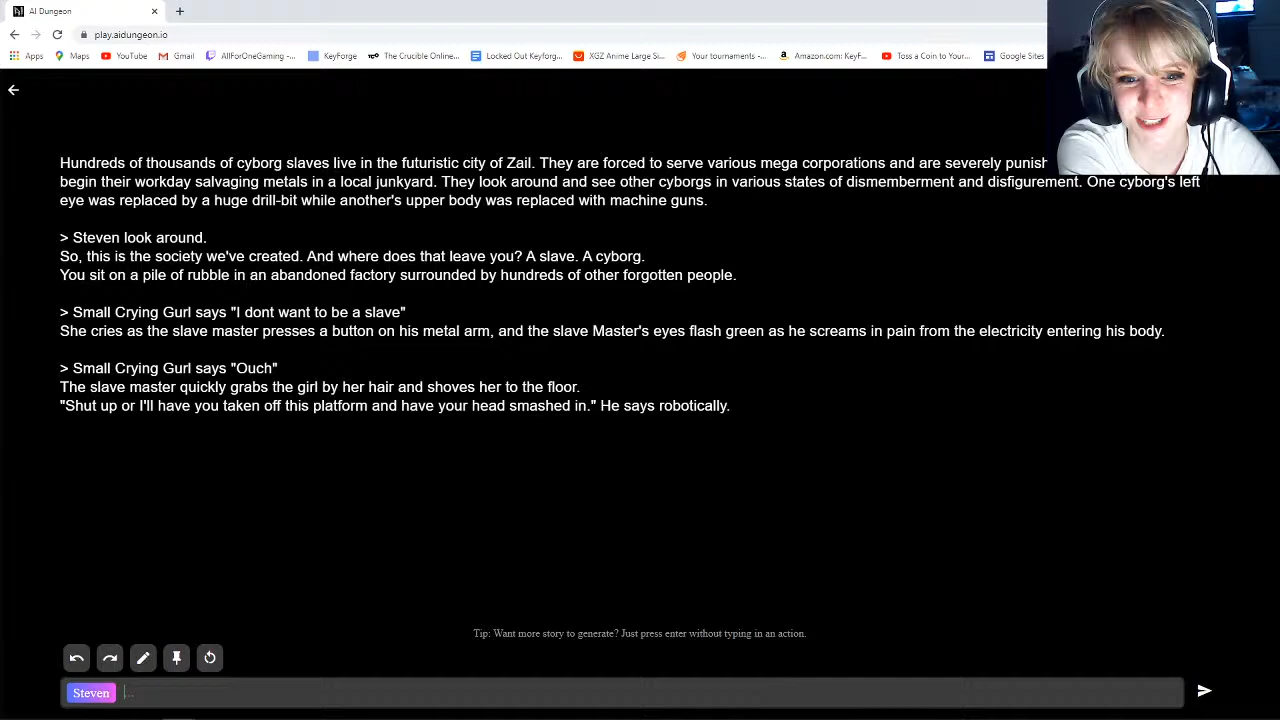 AI Dungeon
play.aidungeon.io
Apps Maps YouTube Gmail AllForOneGaming -... KeyForge The Crucible Online... Locked Out Keyforg... XGZ Anime Large Si... Your tournaments -... Amazon.com: KeyF... Toss a Coin to Your... Google Sites
Hundreds of thousands of cyborg slaves live in the futuristic city of Zail. They are forced to serve various mega corporations and are severely punish
begin their workday salvaging metals in a local junkyard. They look around and see other cyborgs in various states of dismemberment and disfigurement. One cyborg's left
eye was replaced by a huge drill-bit while another's upper body was replaced with machine guns.
> Steven look around.
So, this is the society we've created. And where does that leave you? A slave. A cyborg.
You sit on a pile of rubble in an abandoned factory surrounded by hundreds of other forgotten people.
> Small Crying Gurl says "I dont want to be a slave"
She cries as the slave master presses a button on his metal arm, and the slave Master's eyes flash green as he screams in pain from the electricity entering his body.
> Small Crying Gurl says "Ouch"
The slave master quickly grabs the girl by her hair and shoves her to the floor.
"Shut up or I'll have you taken off this platform and have your head smashed in." He says robotically.
Tip: Want more story to generate? Just press enter without typing in an action.
Steven ...